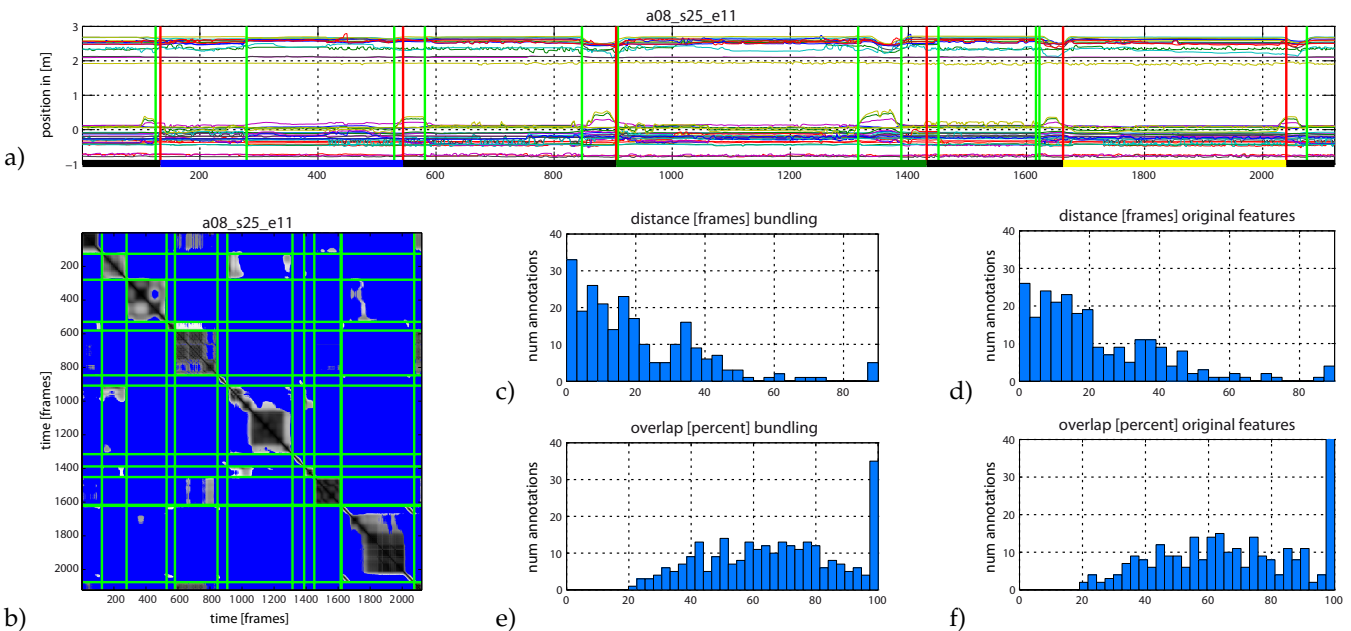 a08_s25_e11
position in [m]
3
2
1
0
−1
200 400 600 800 1000 1200 1400 1600 1800 2000
a)
a08_s25_e11
time [frames]
200
400
600
800
1000
1200
1400
1600
1800
2000
200 400 600 800 1000 1200 1400 1600 1800 2000
time [frames]
b)
distance [frames] bundling
num annotations
40
30
20
10
0
0 20 40 60 80
c)
distance [frames] original features
num annotations
40
30
20
10
0
0 20 40 60 80
d)
overlap [percent] bundling
num annotations
40
30
20
10
0
0 20 40 60 80 100
e)
overlap [percent] original features
num annotations
40
30
20
10
0
0 20 40 60 80 100
f)